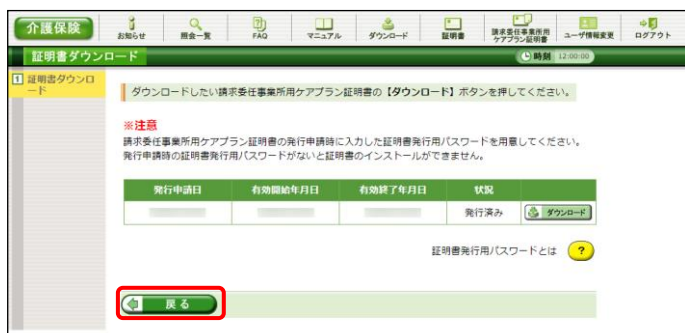 介護保険
お知らせ
照会一覧
FAQ
マニュアル
ダウンロード
証明書
請求委任事業所用
ケアプラン証明書
ユーザ情報変更
ログアウト
証明書ダウンロード
時刻 12:00:00
1 証明書ダウンロ
ード
ダウンロードしたい請求委任事業所用ケアプラン証明書の【ダウンロード】ボタンを押してください。
※注意
請求委任事業所用ケアプラン証明書の発行申請時に入力した証明書発行用パスワードを用意してください。
発行申請時の証明書発行用パスワードがないと証明書のインストールができません。
発行申請日 有効開始年月日 有効終了年月日 状況
発行済み ダウンロード
証明書発行用パスワードとは ?
戻る